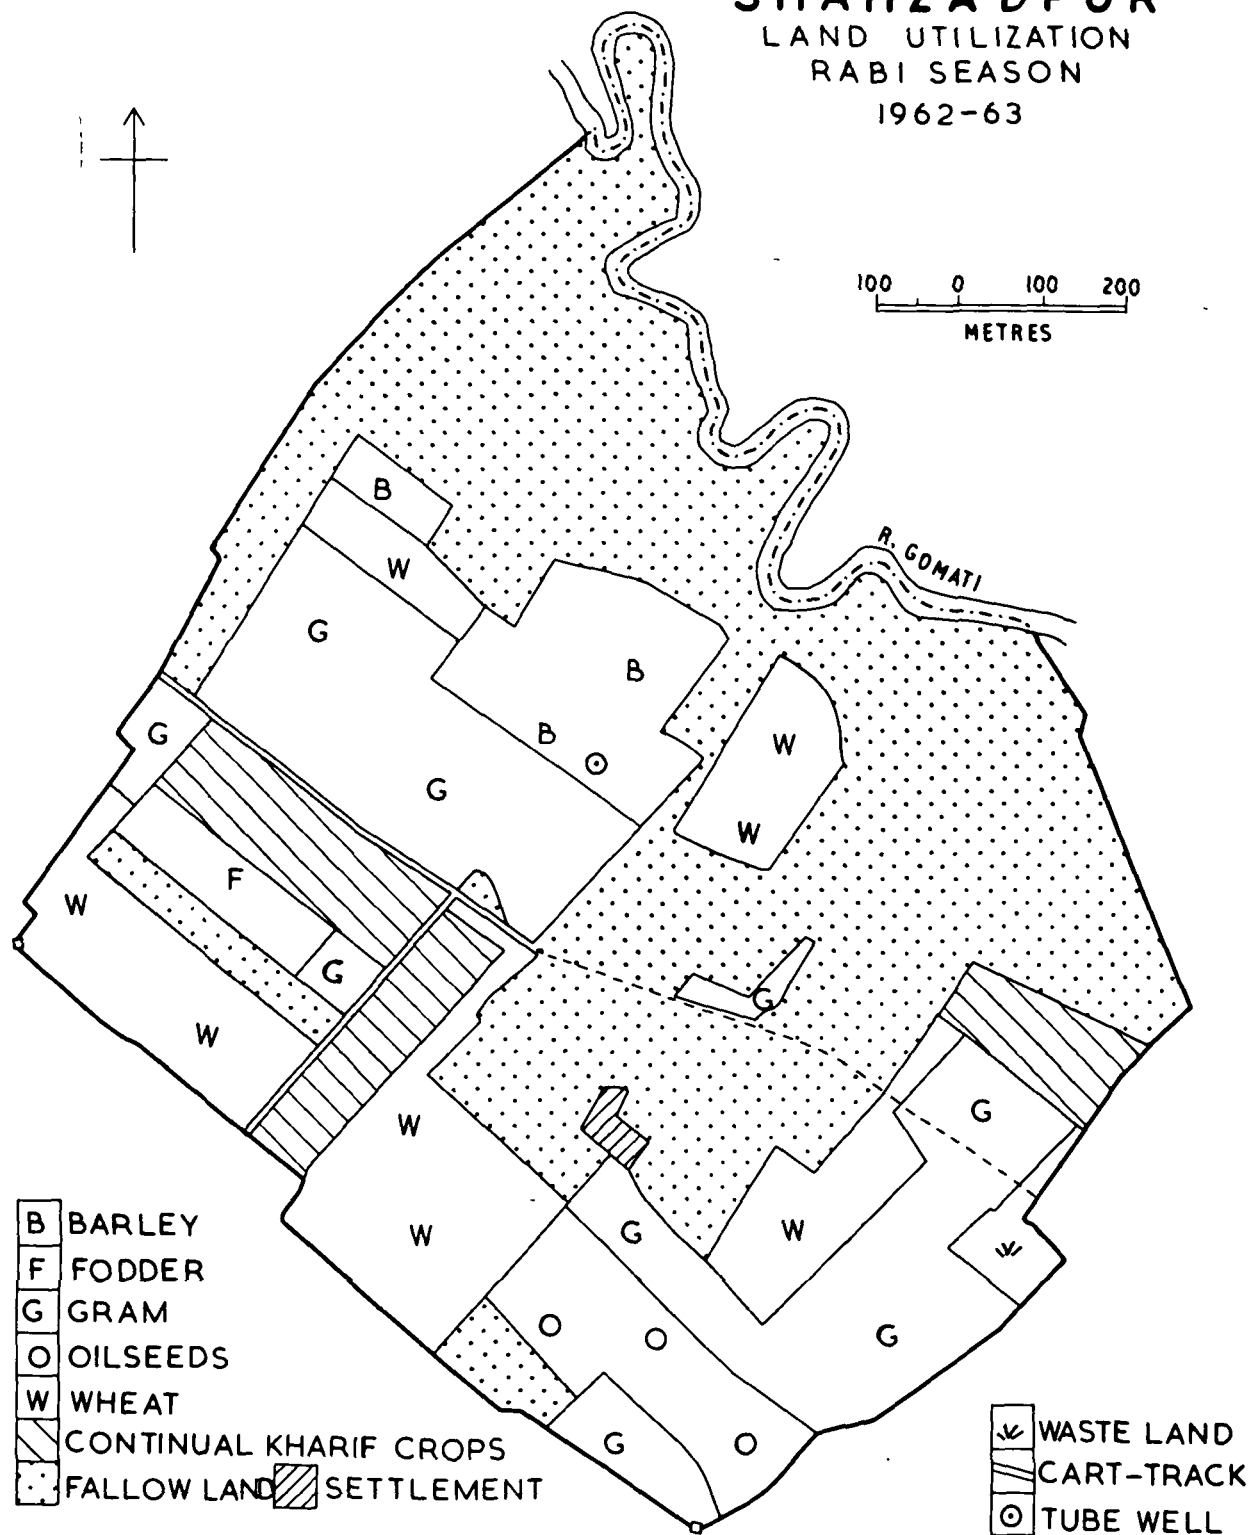 SHAHZADPUR
LAND UTILIZATION
RABI SEASON
1962-63
100 0 100 200
METRES
R. GOMATI
B
W
G
B
B
G
W
W
G
F
W
G
W
G
G
W
W
G
W
O
O
G
G
O
B BARLEY
F FODDER
G GRAM
O OILSEEDS
W WHEAT
CONTINUAL KHARIF CROPS
FALLOW LAND
SETTLEMENT
WASTE LAND
CART-TRACK
TUBE WELL